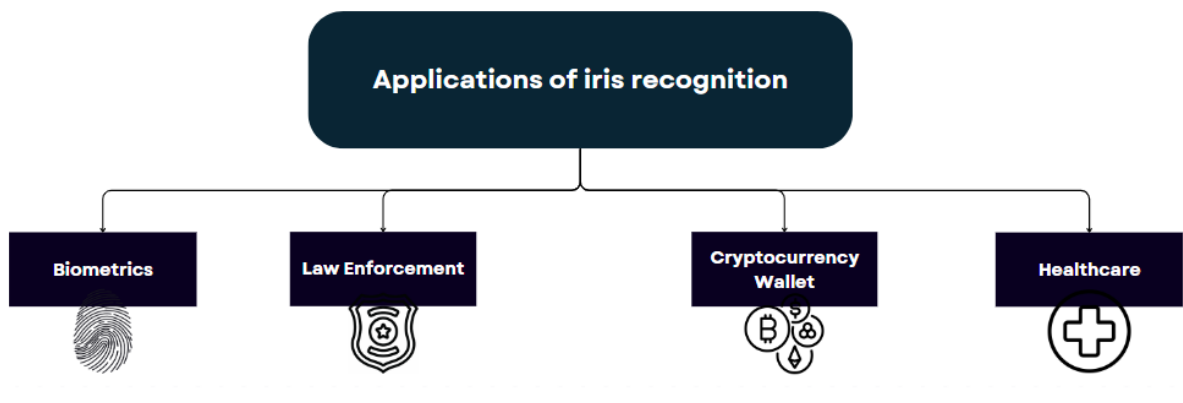 Applications of iris recognition
Biometrics
Law Enforcement
Cryptocurrency
Wallet
Healthcare